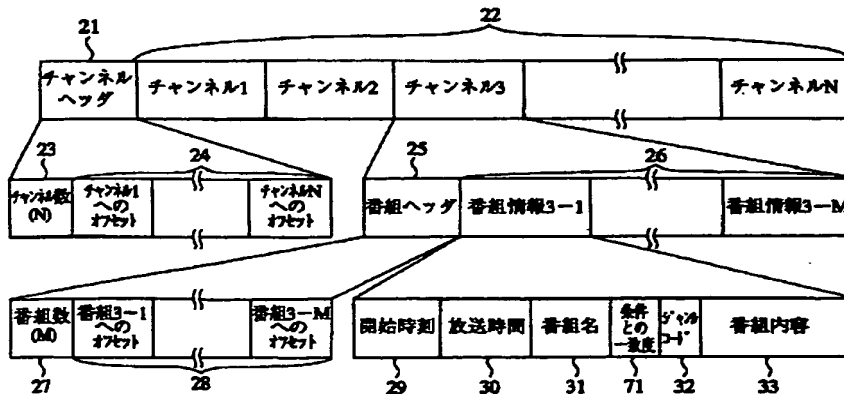 21
22
チャンネル
ヘッダ
チャンネル1
チャンネル2
チャンネル3
チャンネルN
23
24
25
26
チャンネル数
(N)
チャンネル1
への
オフセット
チャンネルN
への
オフセット
番組ヘッダ
番組情報3-1
番組情報3-M
番組数
(M)
番組3-1
への
オフセット
番組3-M
への
オフセット
開始時刻
放送時間
番組名
条件
との
一致度
ジャンル
コード
番組内容
27
28
29
30
31
71
32
33